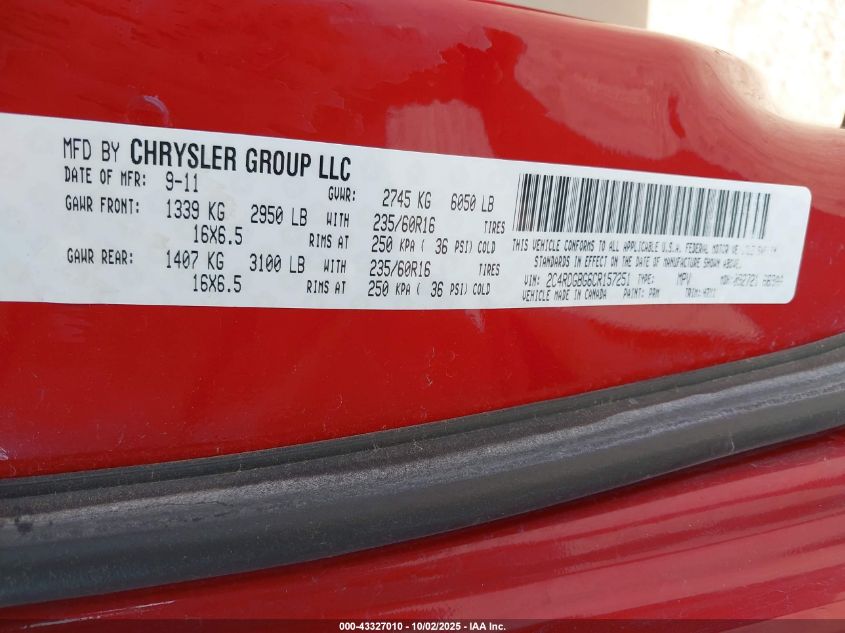 MFD BY CHRYSLER GROUP LLC
DATE OF MFR: 9-11 GVWR: 2745 KG 6050 LB
GAWR FRONT: 1339 KG 2950 LB WITH 235/60R16 TIRES
16X6.5 RIMS AT 250 KPA ( 36 PSI) COLD
GAWR REAR: 1407 KG 3100 LB WITH 235/60R16 TIRES
16X6.5 RIMS AT 250 KPA ( 36 PSI) COLD
THIS VEHICLE CONFORMS TO ALL APPLICABLE U.S.A. FEDERAL MOTOR
STANDARDS IN EFFECT ON THE DATE OF MANUFACTURE SHOWN ABOVE.
VIN: 2C4RDGBG6CR157251 TYPE: MPV MDH:
VEHICLE MADE IN CANADA PAINT: PRM TRIM:
000-43327010 - 10/02/2025 - IAA Inc.